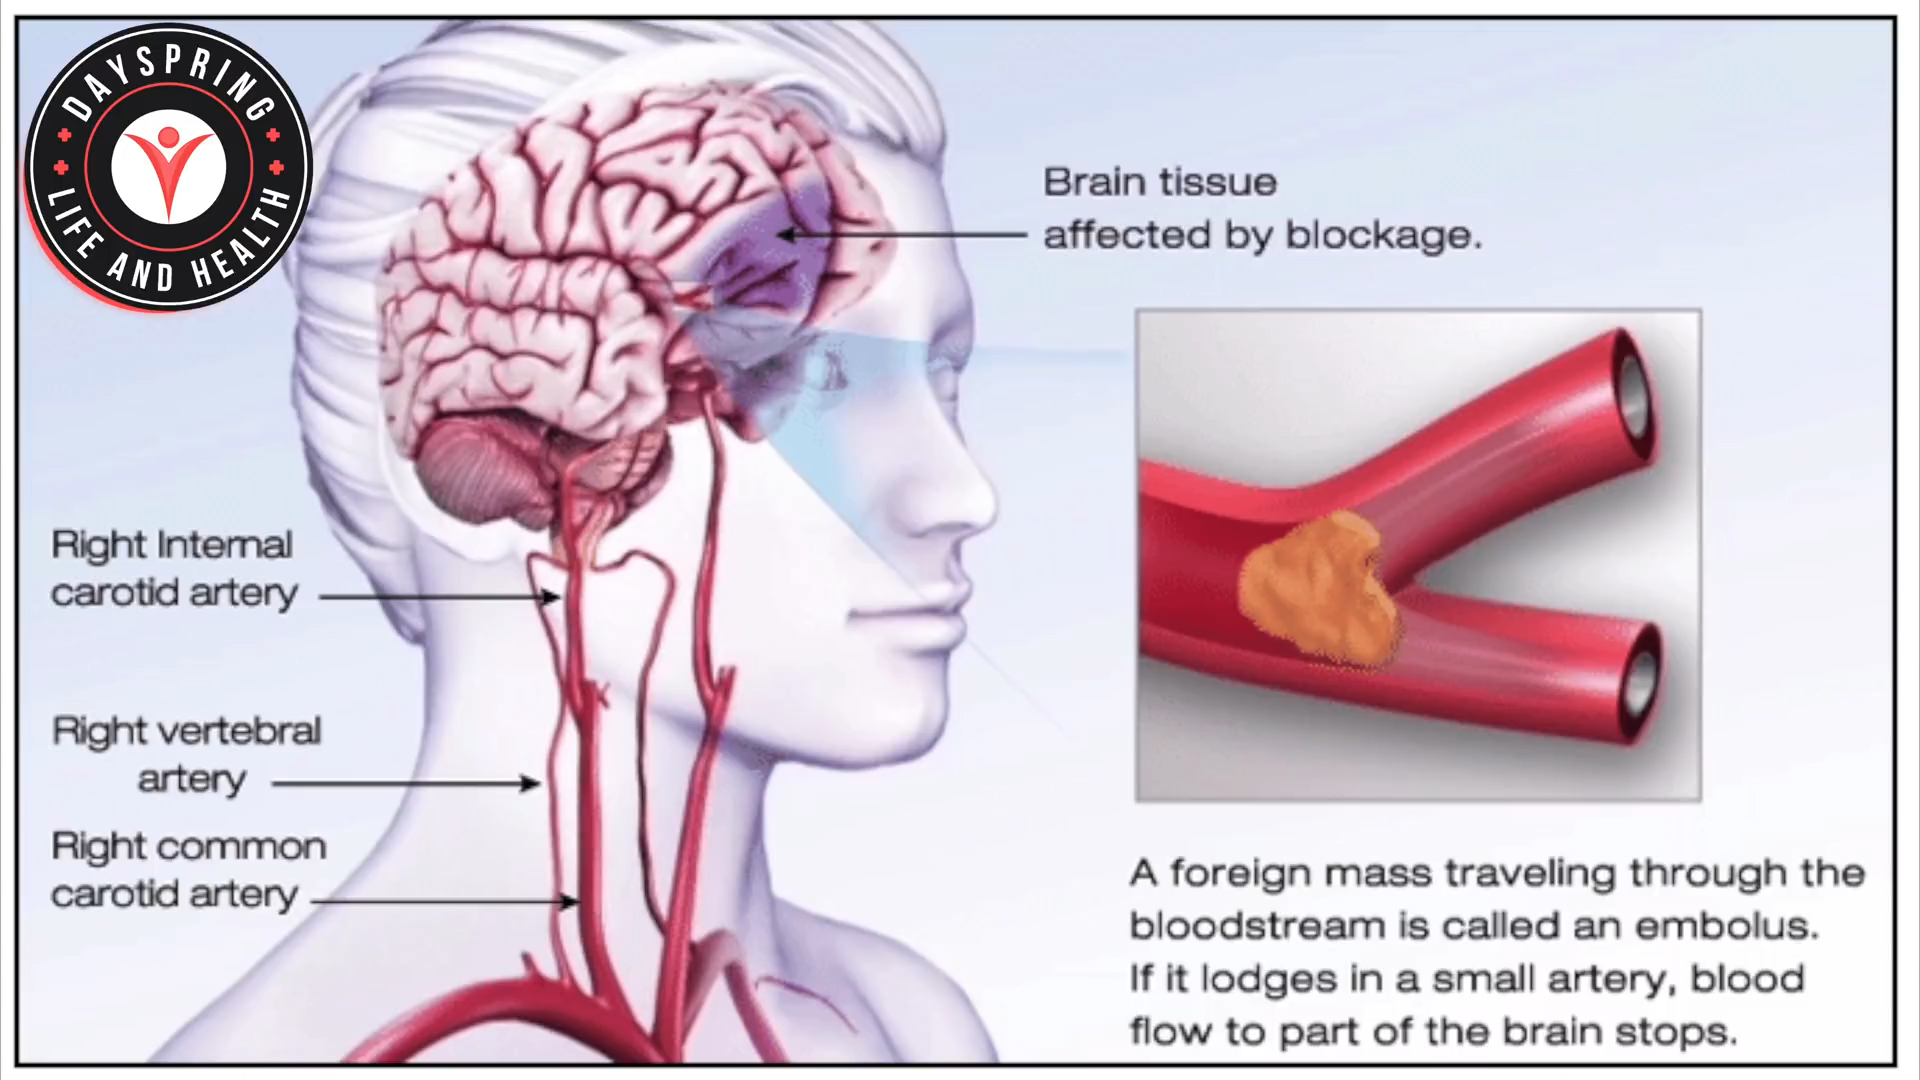 DAYSPRING
LIFE AND HEALTH
Brain tissue
affected by blockage.
Right Internal
carotid artery
Right vertebral
artery
Right common
carotid artery
A foreign mass traveling through the
bloodstream is called an embolus.
If it lodges in a small artery, blood
flow to part of the brain stops.